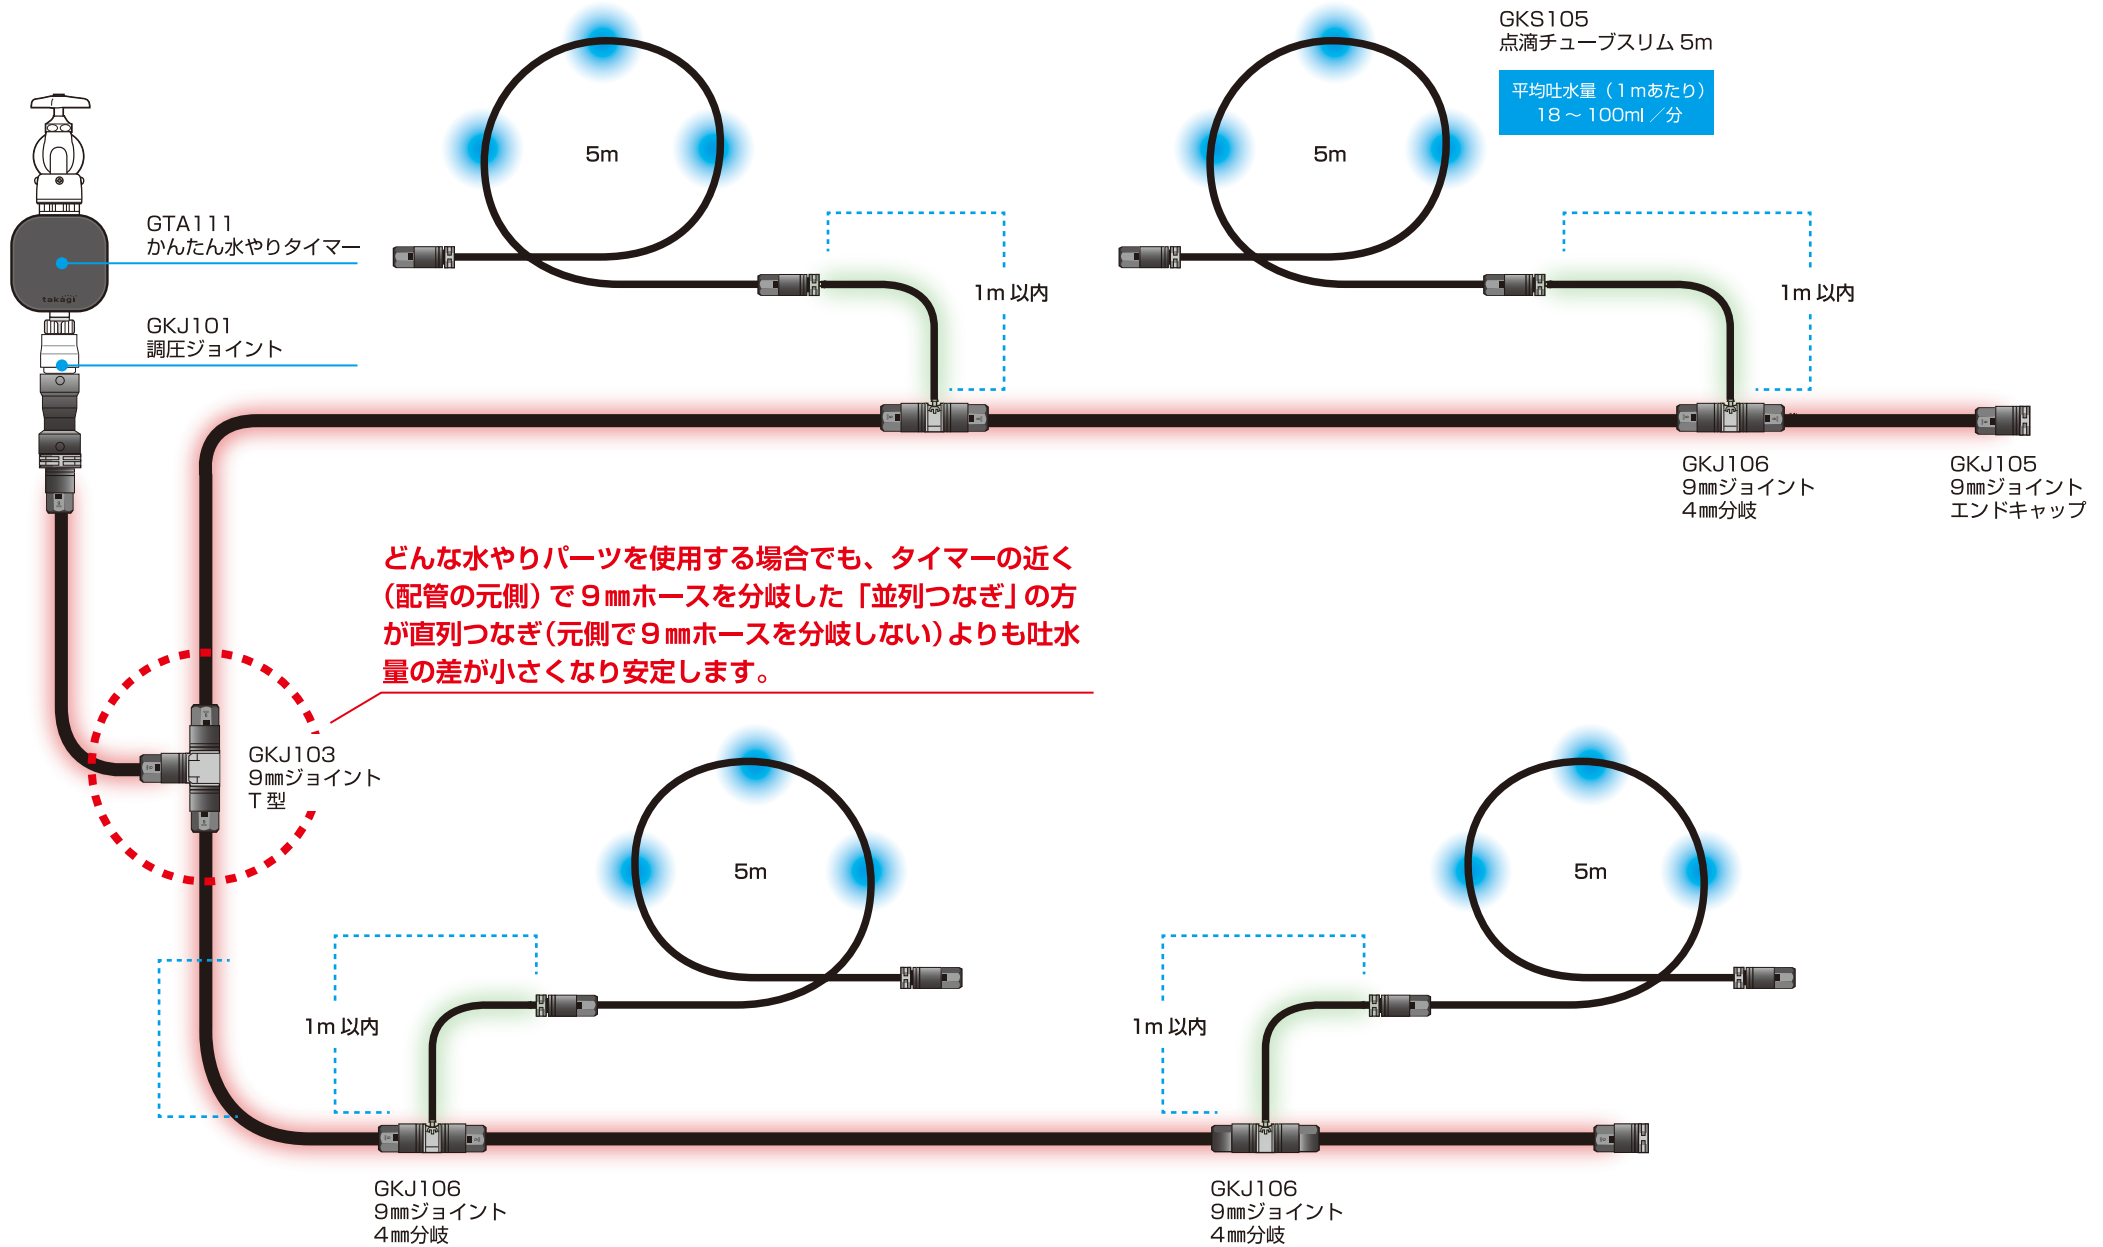 GKS105
点滴チューブスリム 5m
平均吐水量（1mあたり）
18～100ml／分
5m
5m
GTA111
かんたん水やりタイマー
takagi
1m 以内
1m 以内
GKJ101
調圧ジョイント
GKJ106
9㎜ジョイント
4㎜分岐
GKJ105
9㎜ジョイント
エンドキャップ
どんな水やりパーツを使用する場合でも、タイマーの近く
（配管の元側）で9㎜ホースを分岐した「並列つなぎ」の方
が直列つなぎ（元側で9㎜ホースを分岐しない）よりも吐水
量の差が小さくなり安定します。
GKJ103
9㎜ジョイント
T型
5m
5m
1m 以内
1m 以内
GKJ106
9㎜ジョイント
4㎜分岐
GKJ106
9㎜ジョイント
4㎜分岐